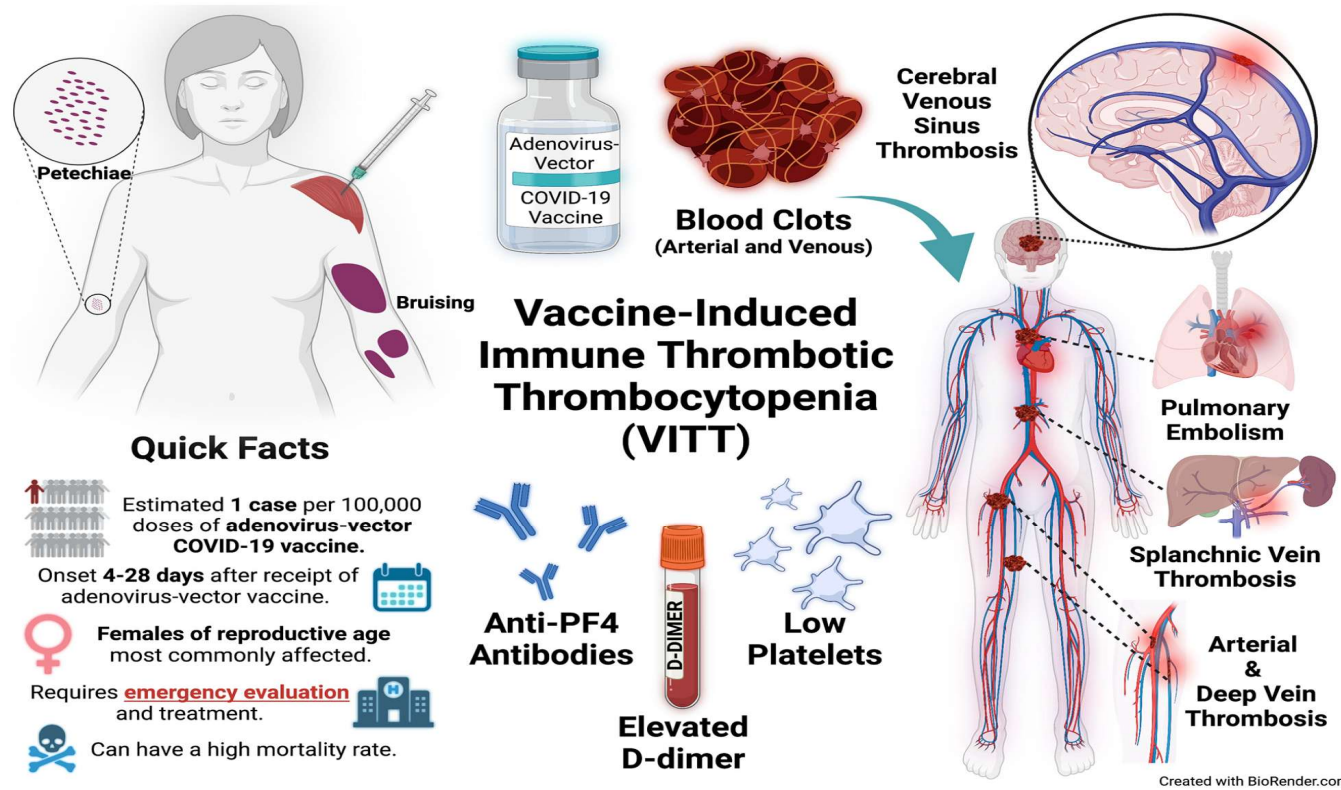 Petechiae
Bruising
Adenovirus-
Vector
COVID-19
Vaccine
Blood Clots
(Arterial and Venous)
Cerebral
Venous
Sinus
Thrombosis
Vaccine-Induced
Immune Thrombotic
Thrombocytopenia
(VITT)
Pulmonary
Embolism
Splanchnic Vein
Thrombosis
Arterial
&
Deep Vein
Thrombosis
Quick Facts
Estimated 1 case per 100,000
doses of adenovirus-vector
COVID-19 vaccine.
Onset 4-28 days after receipt of
adenovirus-vector vaccine.
Females of reproductive age
most commonly affected.
Requires emergency evaluation
and treatment.
H
Can have a high mortality rate.
Anti-PF4
Antibodies
D-DIMER
Elevated
D-dimer
Low
Platelets
Created with BioRender.com